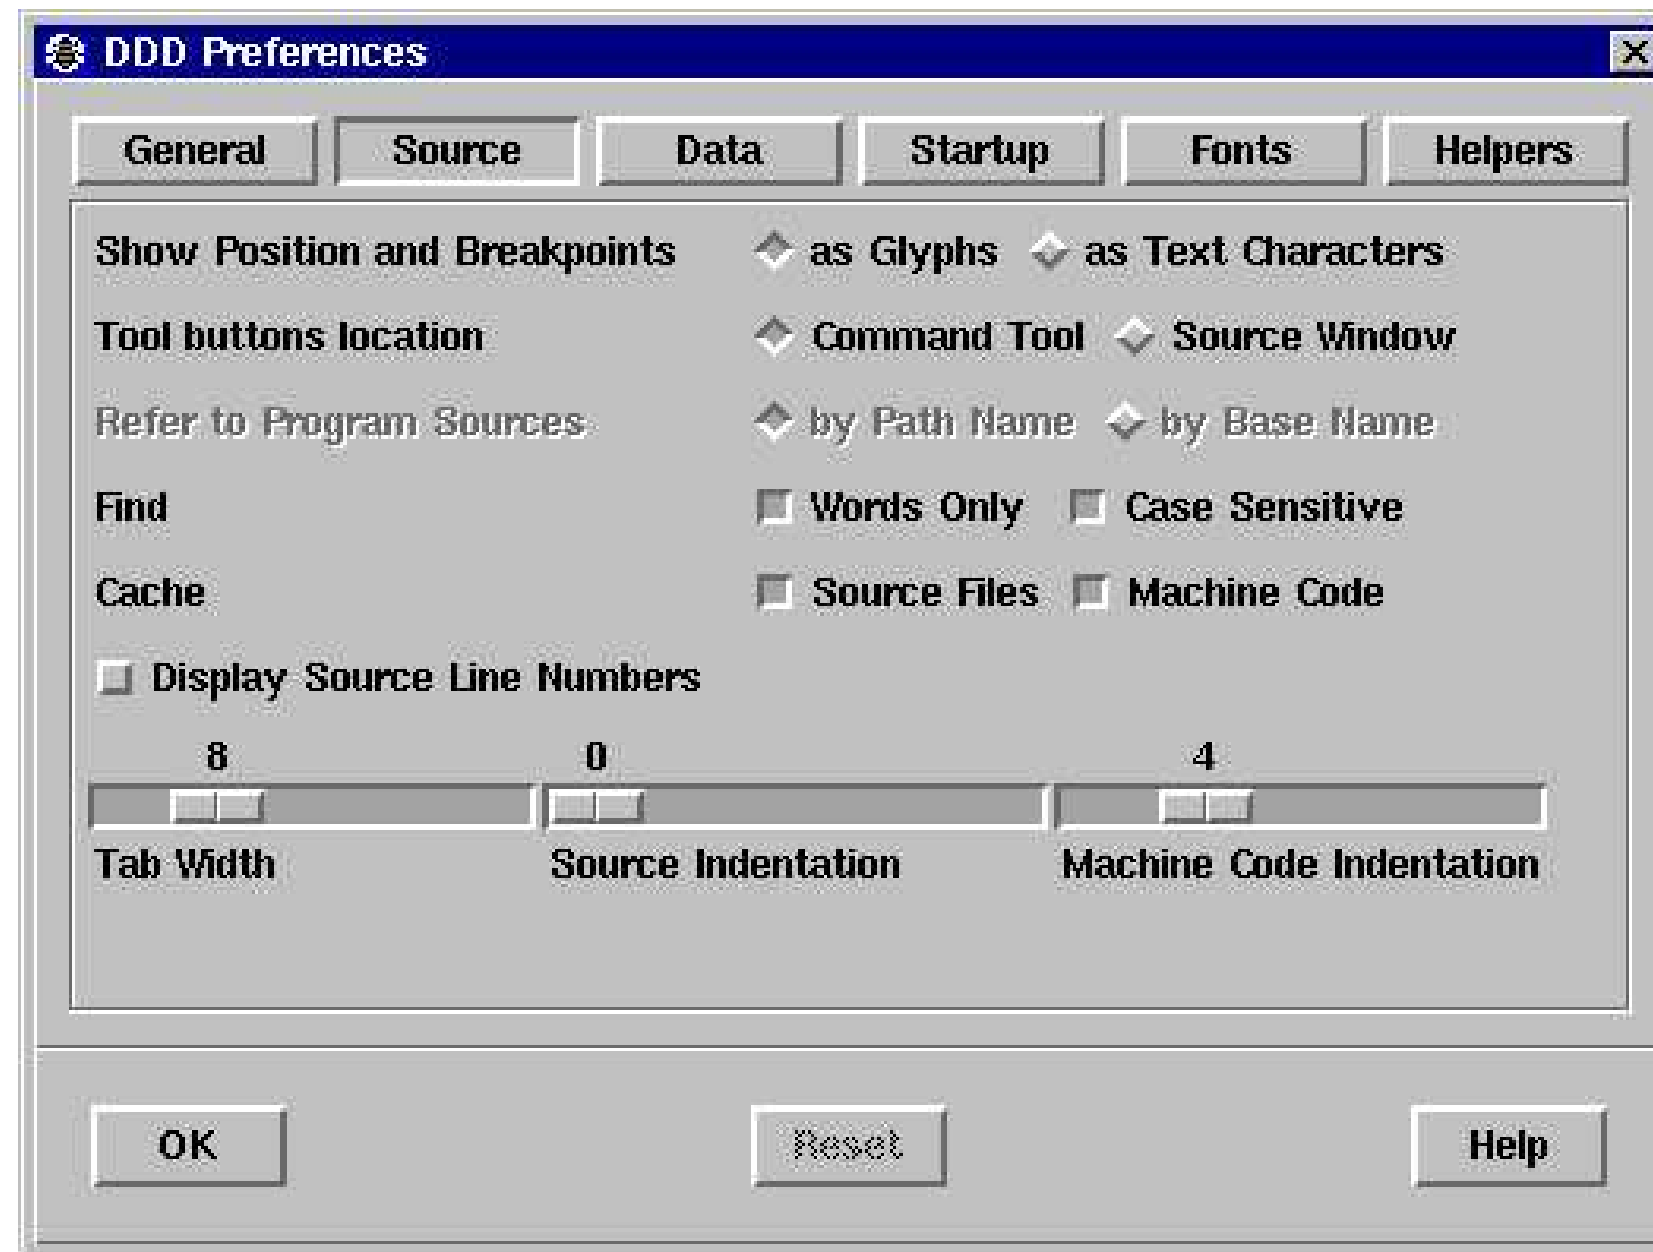 DDD Preferences
General Source Data Startup Fonts Helpers
Show Position and Breakpoints as Glyphs as Text Characters
Tool buttons location Command Tool Source Window
Refer to Program Sources by Path Name by Base Name
Find Words Only Case Sensitive
Cache Source Files Machine Code
Display Source Line Numbers
8 0 4
Tab Width Source Indentation Machine Code Indentation
OK Reset Help